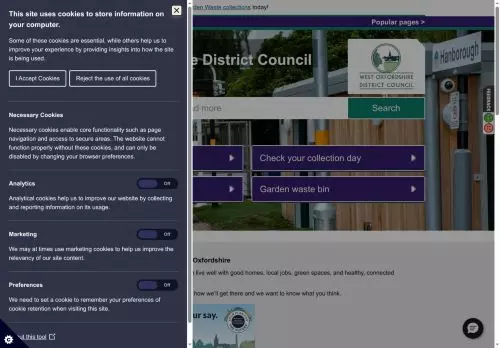 This site uses cookies to store information on
your computer.
Some of these cookies are essential, while others help us to
improve your experience by providing insights into how the site
is being used.
I Accept Cookies
Reject the use of all cookies
Necessary Cookies
Necessary cookies enable core functionality such as page
navigation and access to secure areas. The website cannot
function properly without these cookies, and can only be
disabled by changing your browser preferences.
Analytics
Off
Analytical cookies help us to improve our website by collecting
and reporting information on its usage.
Marketing
Off
We may at times use marketing cookies to help us improve the
relevancy of our site content.
Preferences
Off
We need to set a cookie to remember your preferences of
cookie retention when visiting this site.
t this tool
den Waste collections today!
Popular pages >
e District Council
WEST OXFORDSHIRE
DISTRICT COUNCIL
Hanborough
ad more
Search
Check your collection day
Garden waste bin
FEEDBACK
Oxfordshire
live well with good homes, local jobs, green spaces, and healthy, connected
how we'll get there and we want to know what you think.
ur say.